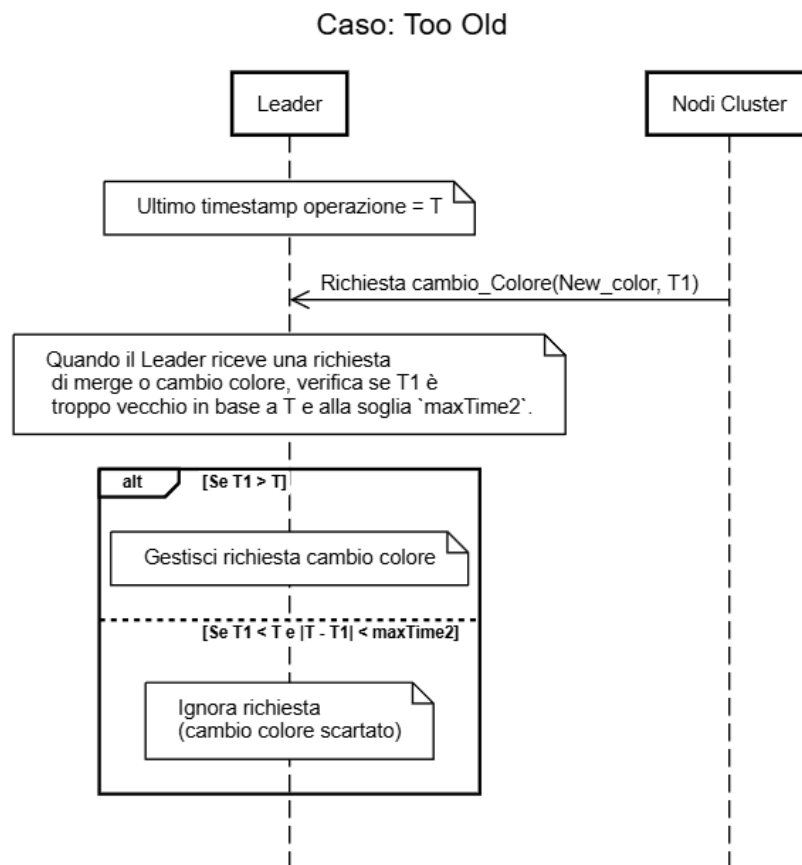 Caso: Too Old
Leader
Nodi Cluster
Ultimo timestamp operazione = T
Richiesta cambio_Colore(New_color, T1)
Quando il Leader riceve una richiesta
di merge o cambio colore, verifica se T1 è
troppo vecchio in base a T e alla soglia `maxTime2`.
alt
[Se T1 > T]
Gestisci richiesta cambio colore
[Se T1 < T e |T - T1| < maxTime2]
Ignora richiesta
(cambio colore scartato)